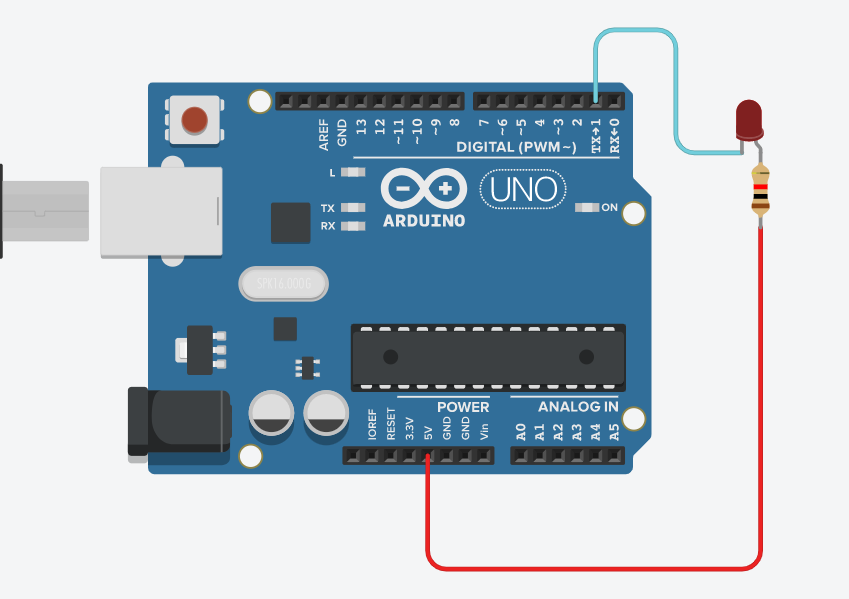 AREF
GND
13
12
~11
~10
~9
8
7
~6
~5
4
~3
2
TX→1
RX←0
DIGITAL (PWM~)
L
TX
RX
UNO
ARDUINO
ON
SPK16.000G
POWER
ANALOG IN
IOREF
RESET
3.3V
5V
GND
GND
Vin
A0
A1
A2
A3
A4
A5